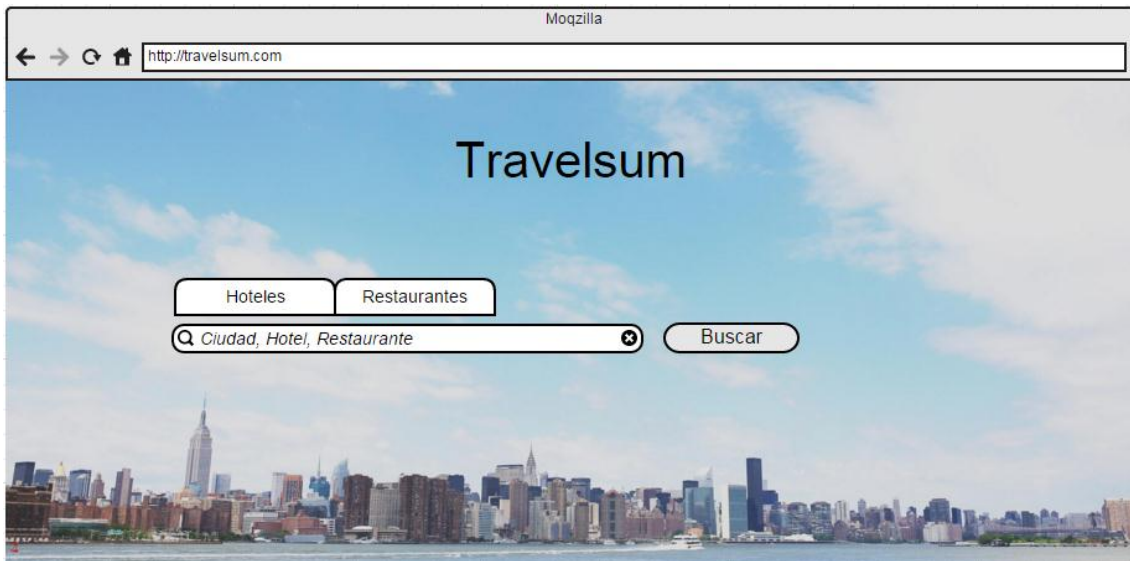 Moqzilla
http://travelsum.com
Travelsum
Hoteles Restaurantes
Ciudad, Hotel, Restaurante Buscar